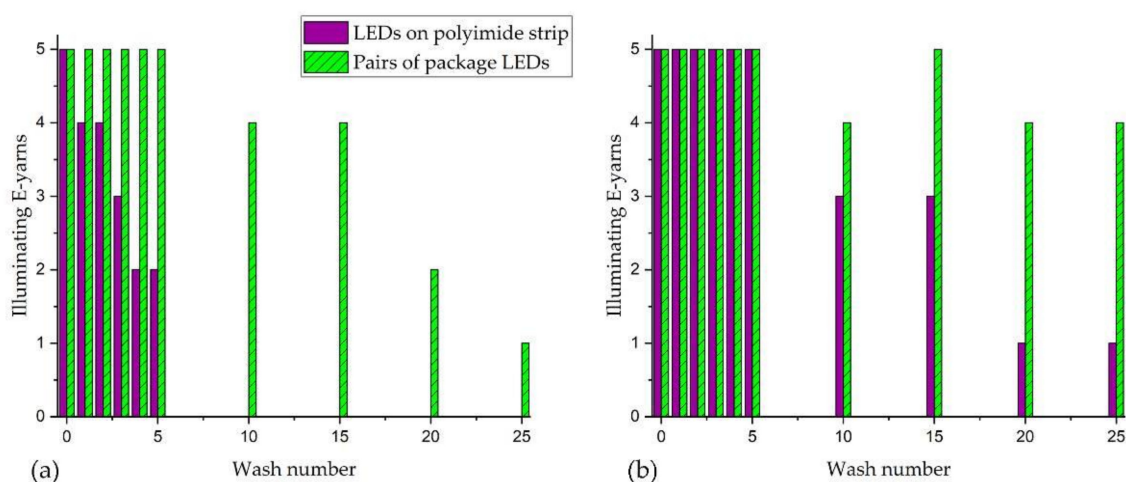 LEDs on polyimide strip
Pairs of package LEDs
5
4
3
2
1
0
Illuminating E-yarns
0 5 10 15 20 25
Wash number
(a)
5
4
3
2
1
0
Illuminating E-yarns
0 5 10 15 20 25
Wash number
(b)